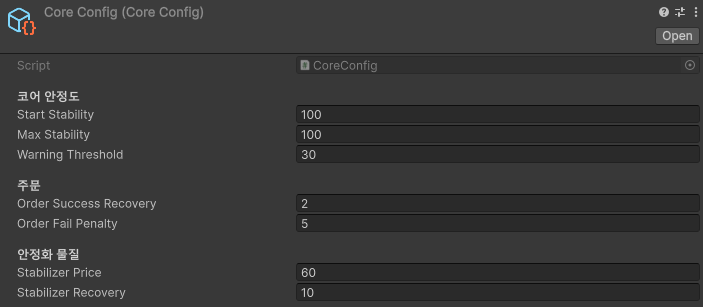 Core Config (Core Config)
Open
Script
CoreConfig
코어 안정도
Start Stability 100
Max Stability 100
Warning Threshold 30
주문
Order Success Recovery 2
Order Fail Penalty 5
안정화 물질
Stabilizer Price 60
Stabilizer Recovery 10